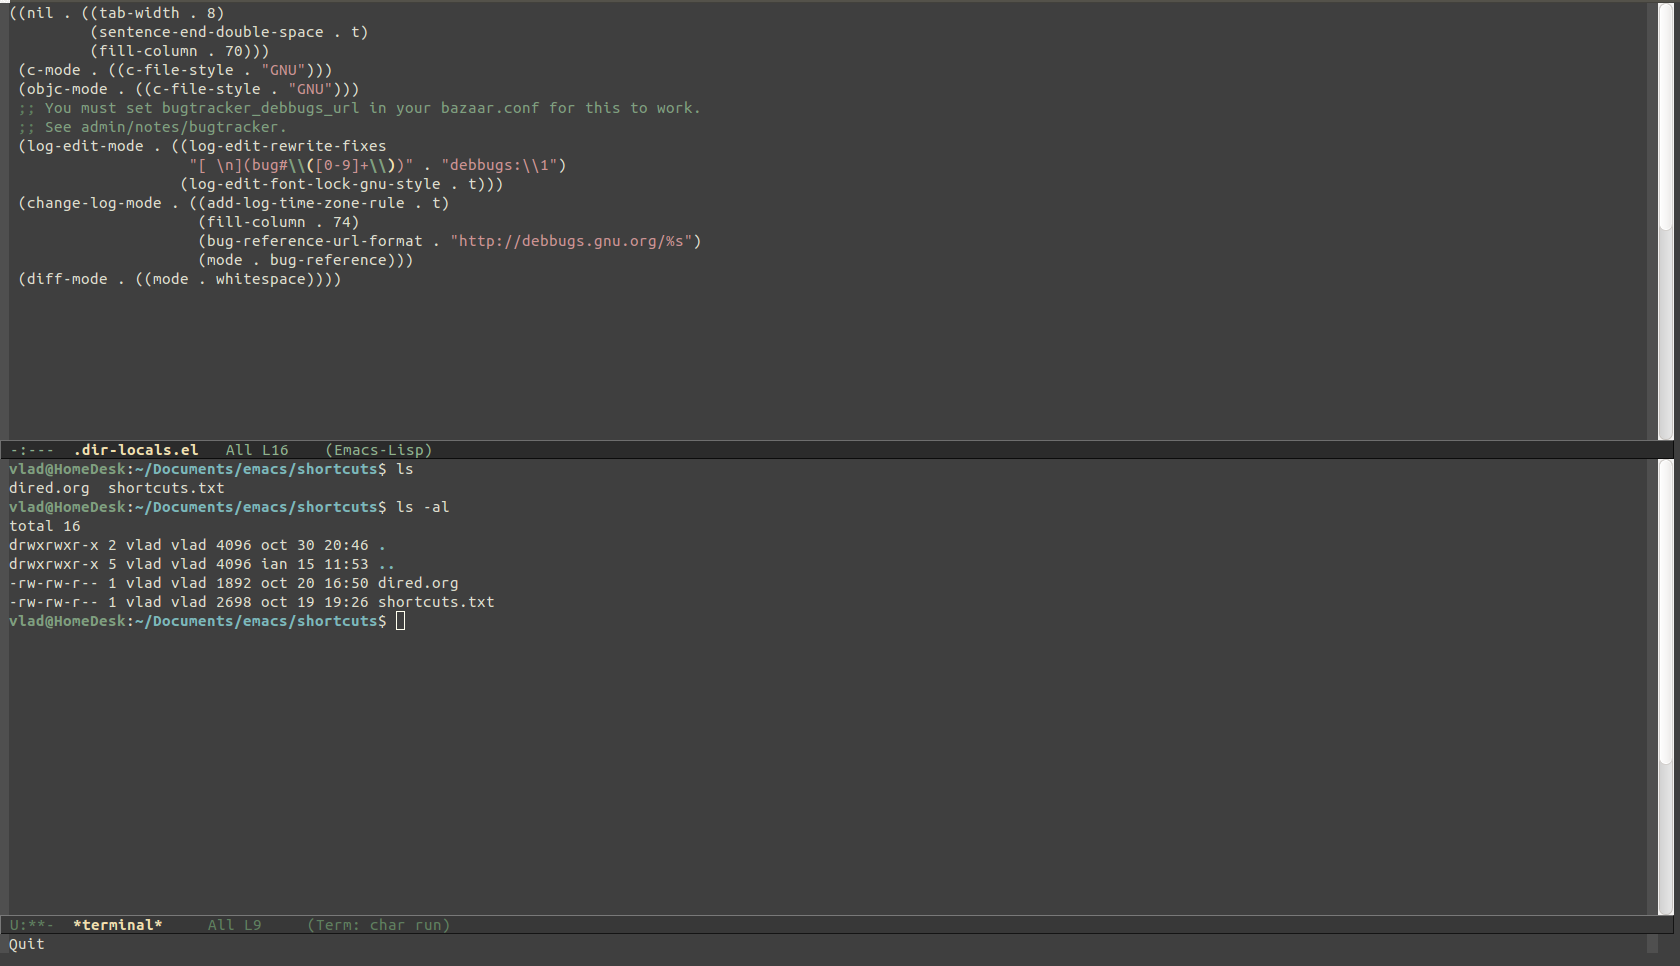 ((nil . ((tab-width . 8)
         (sentence-end-double-space . t)
         (fill-column . 70)))
 (c-mode . ((c-file-style . "GNU")))
 (objc-mode . ((c-file-style . "GNU")))
 ;; You must set bugtracker_debbugs_url in your bazaar.conf for this to work.
 ;; See admin/notes/bugtracker.
 (log-edit-mode . ((log-edit-rewrite-fixes
                    "[ \n](bug#\\([0-9]+\\))" . "debbugs:\\1")
                   (log-edit-font-lock-gnu-style . t)))
 (change-log-mode . ((add-log-time-zone-rule . t)
                     (fill-column . 74)
                     (bug-reference-url-format . "http://debbugs.gnu.org/%s")
                     (mode . bug-reference)))
 (diff-mode . ((mode . whitespace))))
-:---  .dir-locals.el   All L16    (Emacs-Lisp)
vlad@HomeDesk:~/Documents/emacs/shortcuts$ ls
dired.org  shortcuts.txt
vlad@HomeDesk:~/Documents/emacs/shortcuts$ ls -al
total 16
drwxrwxr-x 2 vlad vlad 4096 oct 30 20:46 .
drwxrwxr-x 5 vlad vlad 4096 ian 15 11:53 ..
-rw-rw-r-- 1 vlad vlad 1892 oct 20 16:50 dired.org
-rw-rw-r-- 1 vlad vlad 2698 oct 19 19:26 shortcuts.txt
vlad@HomeDesk:~/Documents/emacs/shortcuts$
U:**-  *terminal*     All L9     (Term: char run)
Quit